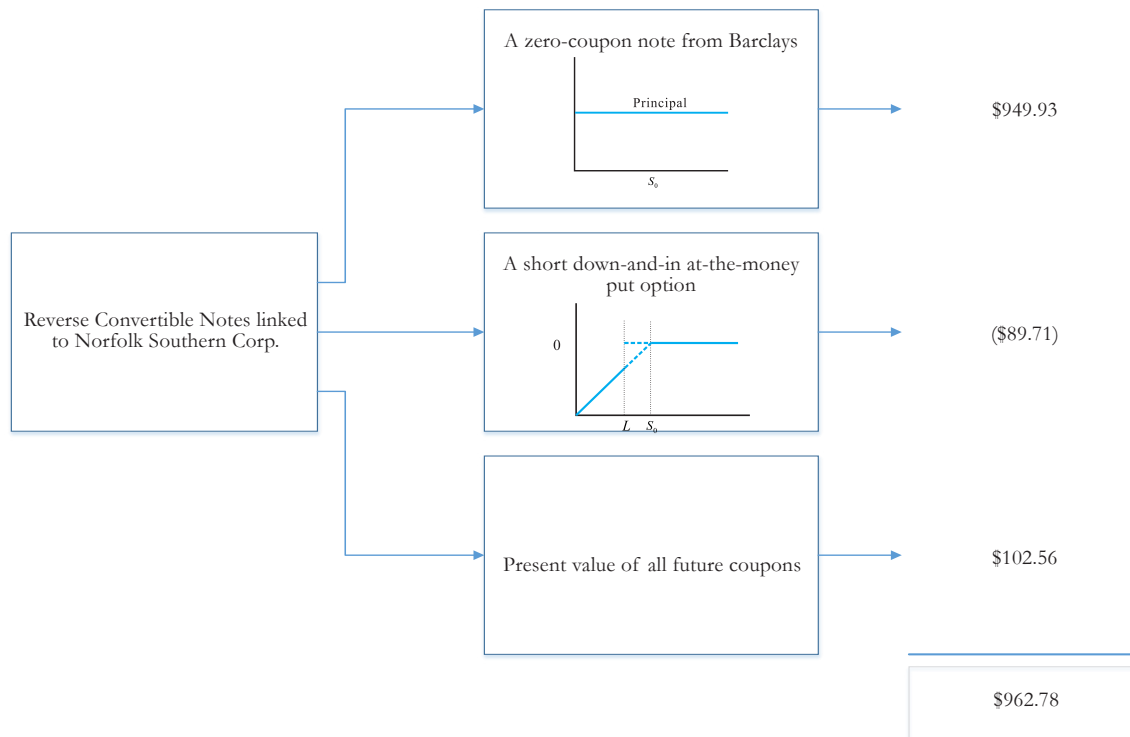 A zero-coupon note from Barclays
Principal
S₀
$949.93
Reverse Convertible Notes linked
to Norfolk Southern Corp.
A short down-and-in at-the-money
put option
0
L S₀
($89.71)
Present value of all future coupons
$102.56
$962.78